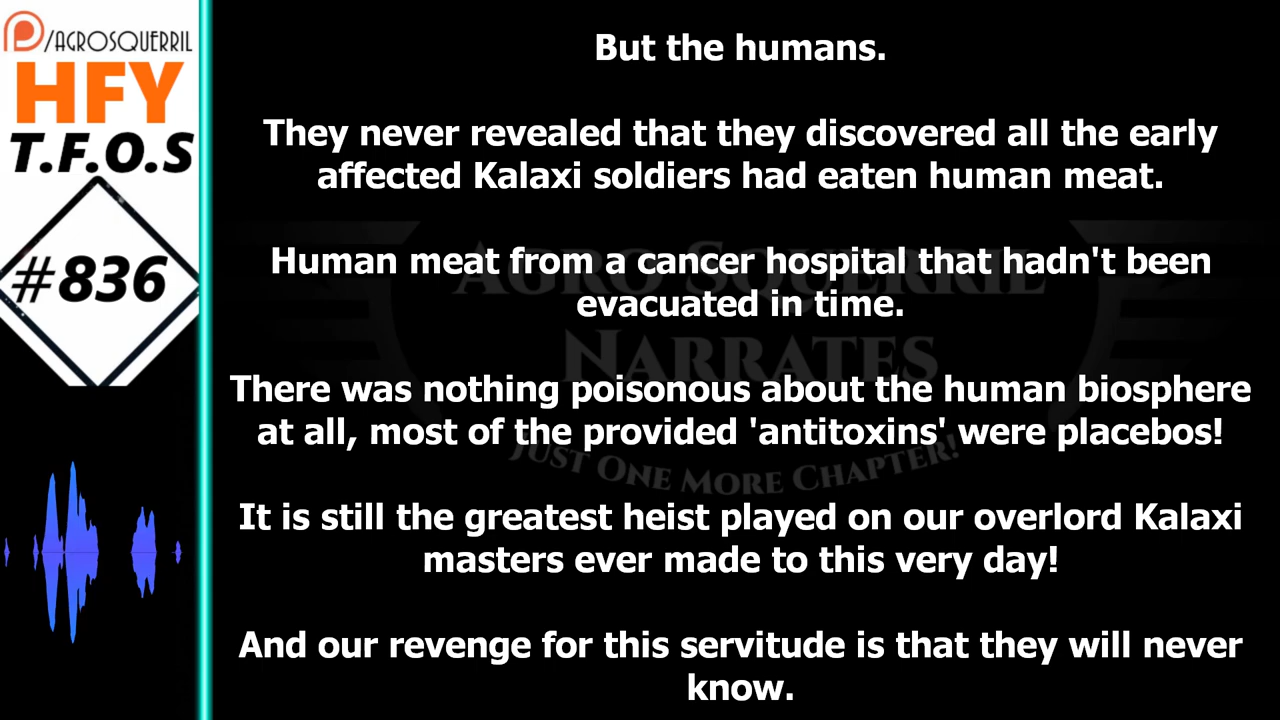 /AGROSQUERRIL
HFY
T.F.O.S
#836
But the humans.
They never revealed that they discovered all the early
affected Kalaxi soldiers had eaten human meat.
Human meat from a cancer hospital that hadn't been
evacuated in time.
There was nothing poisonous about the human biosphere
at all, most of the provided 'antitoxins' were placebos!
It is still the greatest heist played on our overlord Kalaxi
masters ever made to this very day!
And our revenge for this servitude is that they will never
know.
AGRO SQUERRIL
NARRATES
JUST ONE MORE CHAPTER!